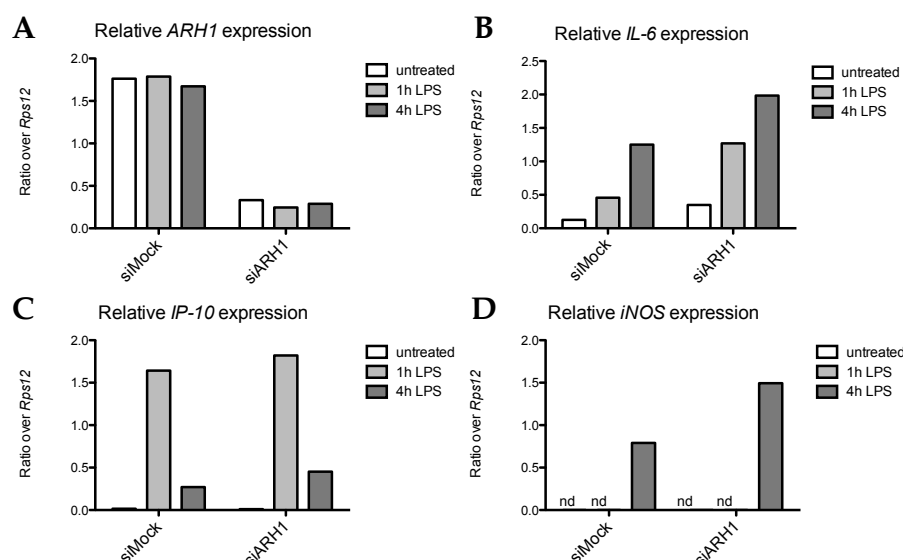 A
Relative ARH1 expression
Ratio over Rps12
2.0
1.5
1.0
0.5
0.0
siMock
siARH1
untreated
1h LPS
4h LPS
B
Relative IL-6 expression
Ratio over Rps12
2.5
2.0
1.5
1.0
0.5
0.0
siMock
siARH1
untreated
1h LPS
4h LPS
C
Relative IP-10 expression
Ratio over Rps12
2.0
1.5
1.0
0.5
0.0
siMock
siARH1
untreated
1h LPS
4h LPS
D
Relative iNOS expression
Ratio over Rps12
2.0
1.5
1.0
0.5
0.0
nd nd nd nd
siMock
siARH1
untreated
1h LPS
4h LPS